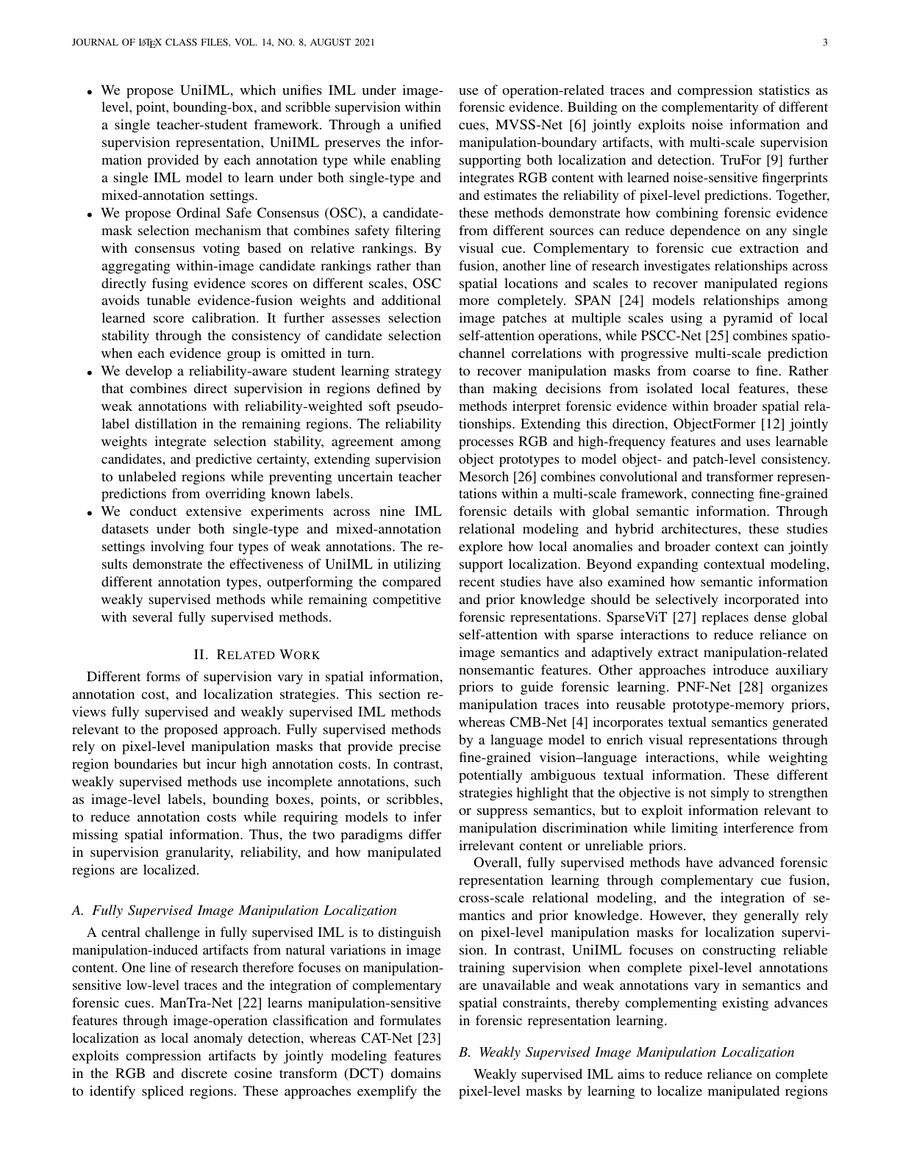 JOURNAL OF LATEX CLASS FILES, VOL. 14, NO. 8, AUGUST 2021
3
• We propose UniIML, which unifies IML under image-
level, point, bounding-box, and scribble supervision within
a single teacher-student framework. Through a unified
supervision representation, UniIML preserves the infor-
mation provided by each annotation type while enabling
a single IML model to learn under both single-type and
mixed-annotation settings.
• We propose Ordinal Safe Consensus (OSC), a candidate-
mask selection mechanism that combines safety filtering
with consensus voting based on relative rankings. By
aggregating within-image candidate rankings rather than
directly fusing evidence scores on different scales, OSC
avoids tunable evidence-fusion weights and additional
learned score calibration. It further assesses selection
stability through the consistency of candidate selection
when each evidence group is omitted in turn.
• We develop a reliability-aware student learning strategy
that combines direct supervision in regions defined by
weak annotations with reliability-weighted soft pseudo-
label distillation in the remaining regions. The reliability
weights integrate selection stability, agreement among
candidates, and predictive certainty, extending supervision
to unlabeled regions while preventing uncertain teacher
predictions from overriding known labels.
• We conduct extensive experiments across nine IML
datasets under both single-type and mixed-annotation
settings involving four types of weak annotations. The re-
sults demonstrate the effectiveness of UniIML in utilizing
different annotation types, outperforming the compared
weakly supervised methods while remaining competitive
with several fully supervised methods.
II. RELATED WORK
Different forms of supervision vary in spatial information,
annotation cost, and localization strategies. This section re-
views fully supervised and weakly supervised IML methods
relevant to the proposed approach. Fully supervised methods
rely on pixel-level manipulation masks that provide precise
region boundaries but incur high annotation costs. In contrast,
weakly supervised methods use incomplete annotations, such
as image-level labels, bounding boxes, points, or scribbles,
to reduce annotation costs while requiring models to infer
missing spatial information. Thus, the two paradigms differ
in supervision granularity, reliability, and how manipulated
regions are localized.
A. Fully Supervised Image Manipulation Localization
A central challenge in fully supervised IML is to distinguish
manipulation-induced artifacts from natural variations in image
content. One line of research therefore focuses on manipulation-
sensitive low-level traces and the integration of complementary
forensic cues. ManTra-Net [22] learns manipulation-sensitive
features through image-operation classification and formulates
localization as local anomaly detection, whereas CAT-Net [23]
exploits compression artifacts by jointly modeling features
in the RGB and discrete cosine transform (DCT) domains
to identify spliced regions. These approaches exemplify the
use of operation-related traces and compression statistics as
forensic evidence. Building on the complementarity of different
cues, MVSS-Net [6] jointly exploits noise information and
manipulation-boundary artifacts, with multi-scale supervision
supporting both localization and detection. TruFor [9] further
integrates RGB content with learned noise-sensitive fingerprints
and estimates the reliability of pixel-level predictions. Together,
these methods demonstrate how combining forensic evidence
from different sources can reduce dependence on any single
visual cue. Complementary to forensic cue extraction and
fusion, another line of research investigates relationships across
spatial locations and scales to recover manipulated regions
more completely. SPAN [24] models relationships among
image patches at multiple scales using a pyramid of local
self-attention operations, while PSCC-Net [25] combines spatio-
channel correlations with progressive multi-scale prediction
to recover manipulation masks from coarse to fine. Rather
than making decisions from isolated local features, these
methods interpret forensic evidence within broader spatial rela-
tionships. Extending this direction, ObjectFormer [12] jointly
processes RGB and high-frequency features and uses learnable
object prototypes to model object- and patch-level consistency.
Mesorch [26] combines convolutional and transformer represen-
tations within a multi-scale framework, connecting fine-grained
forensic details with global semantic information. Through
relational modeling and hybrid architectures, these studies
explore how local anomalies and broader context can jointly
support localization. Beyond expanding contextual modeling,
recent studies have also examined how semantic information
and prior knowledge should be selectively incorporated into
forensic representations. SparseViT [27] replaces dense global
self-attention with sparse interactions to reduce reliance on
image semantics and adaptively extract manipulation-related
nonsemantic features. Other approaches introduce auxiliary
priors to guide forensic learning. PNF-Net [28] organizes
manipulation traces into reusable prototype-memory priors,
whereas CMB-Net [4] incorporates textual semantics generated
by a language model to enrich visual representations through
fine-grained vision–language interactions, while weighting
potentially ambiguous textual information. These different
strategies highlight that the objective is not simply to strengthen
or suppress semantics, but to exploit information relevant to
manipulation discrimination while limiting interference from
irrelevant content or unreliable priors.
Overall, fully supervised methods have advanced forensic
representation learning through complementary cue fusion,
cross-scale relational modeling, and the integration of se-
mantics and prior knowledge. However, they generally rely
on pixel-level manipulation masks for localization supervi-
sion. In contrast, UniIML focuses on constructing reliable
training supervision when complete pixel-level annotations
are unavailable and weak annotations vary in semantics and
spatial constraints, thereby complementing existing advances
in forensic representation learning.
B. Weakly Supervised Image Manipulation Localization
Weakly supervised IML aims to reduce reliance on complete
pixel-level masks by learning to localize manipulated regions